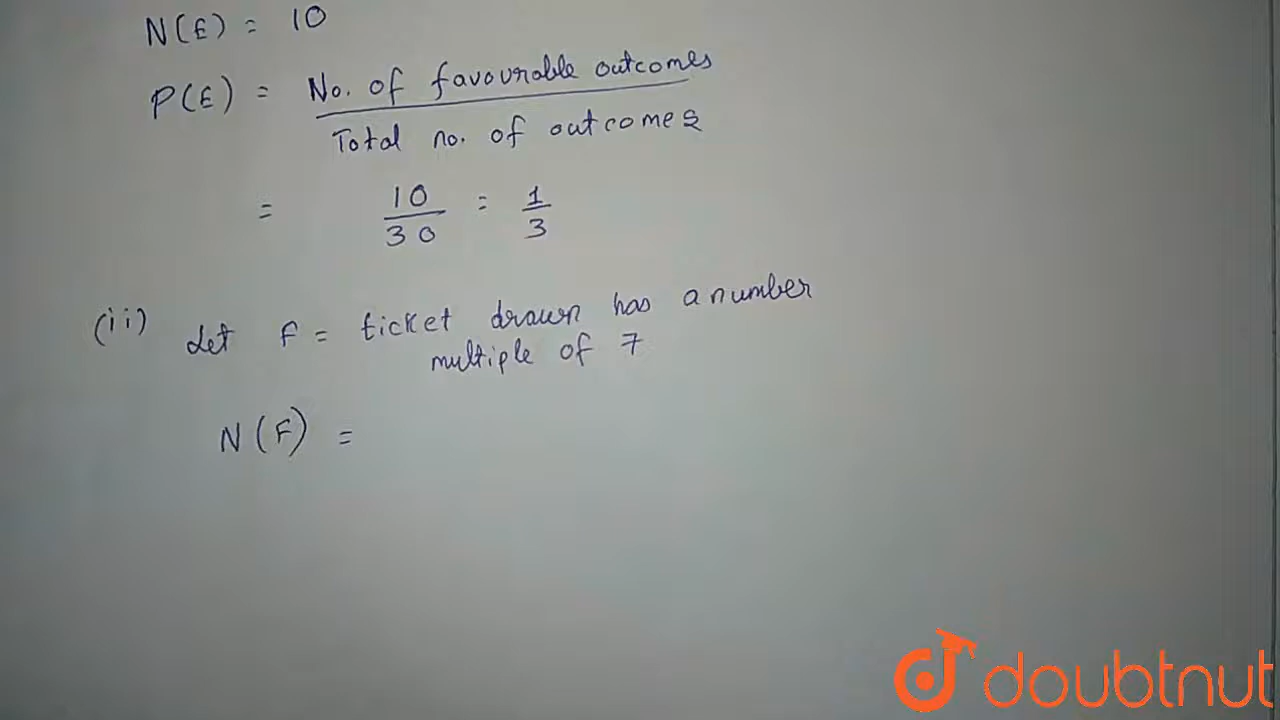 N(E) = 10
P(E) = No. of favourable outcomes
Total no. of outcomes
= 10/30 = 1/3
(ii) Let F = ticket drawn has a number
multiple of 7
N(F) =
doubtnut